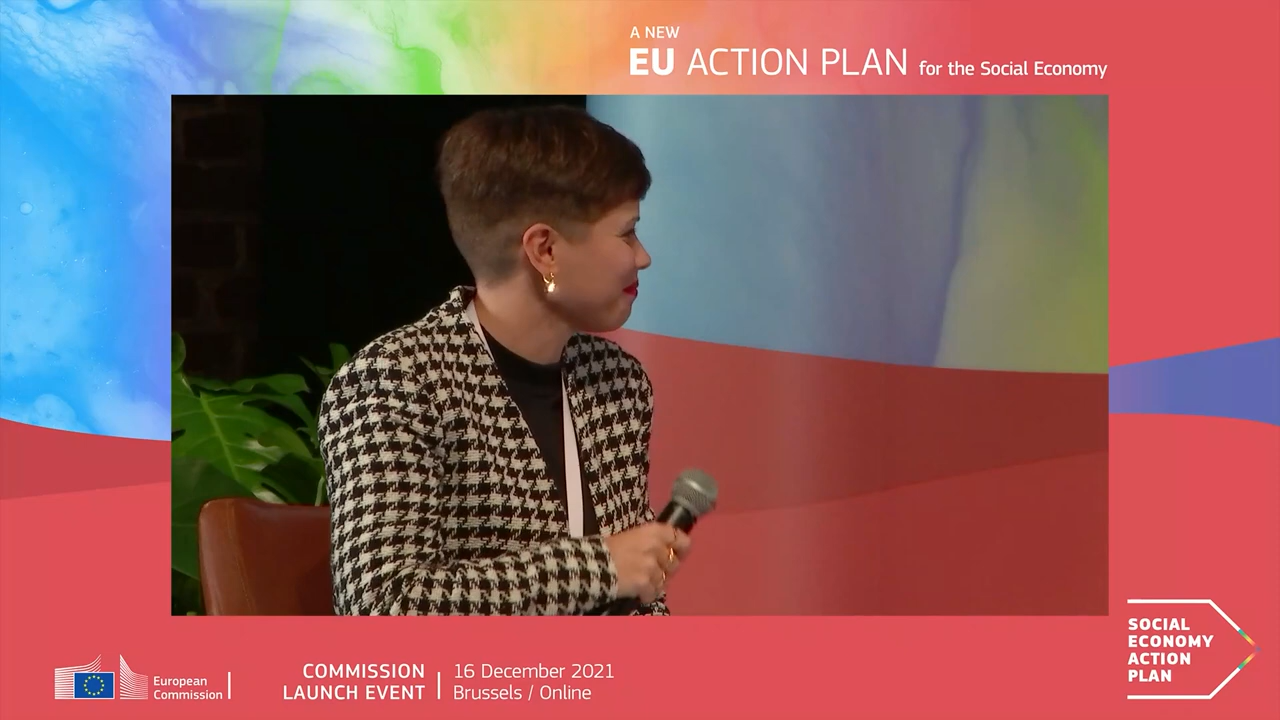 A NEW
EU ACTION PLAN for the Social Economy
European
Commission
COMMISSION
LAUNCH EVENT
16 December 2021
Brussels / Online
SOCIAL
ECONOMY
ACTION
PLAN